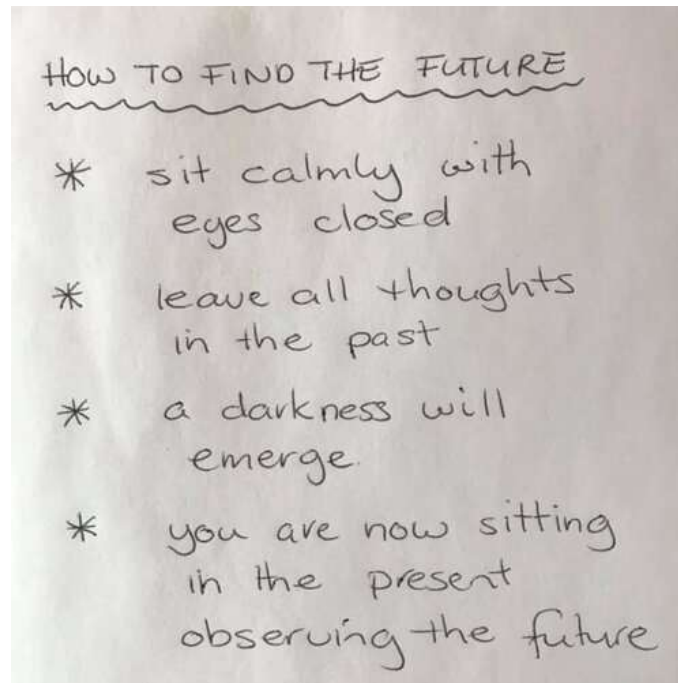 HOW TO FIND THE FUTURE
* sit calmly with
eyes closed
* leave all thoughts
in the past
* a darkness will
emerge.
* you are now sitting
in the present
observing the future